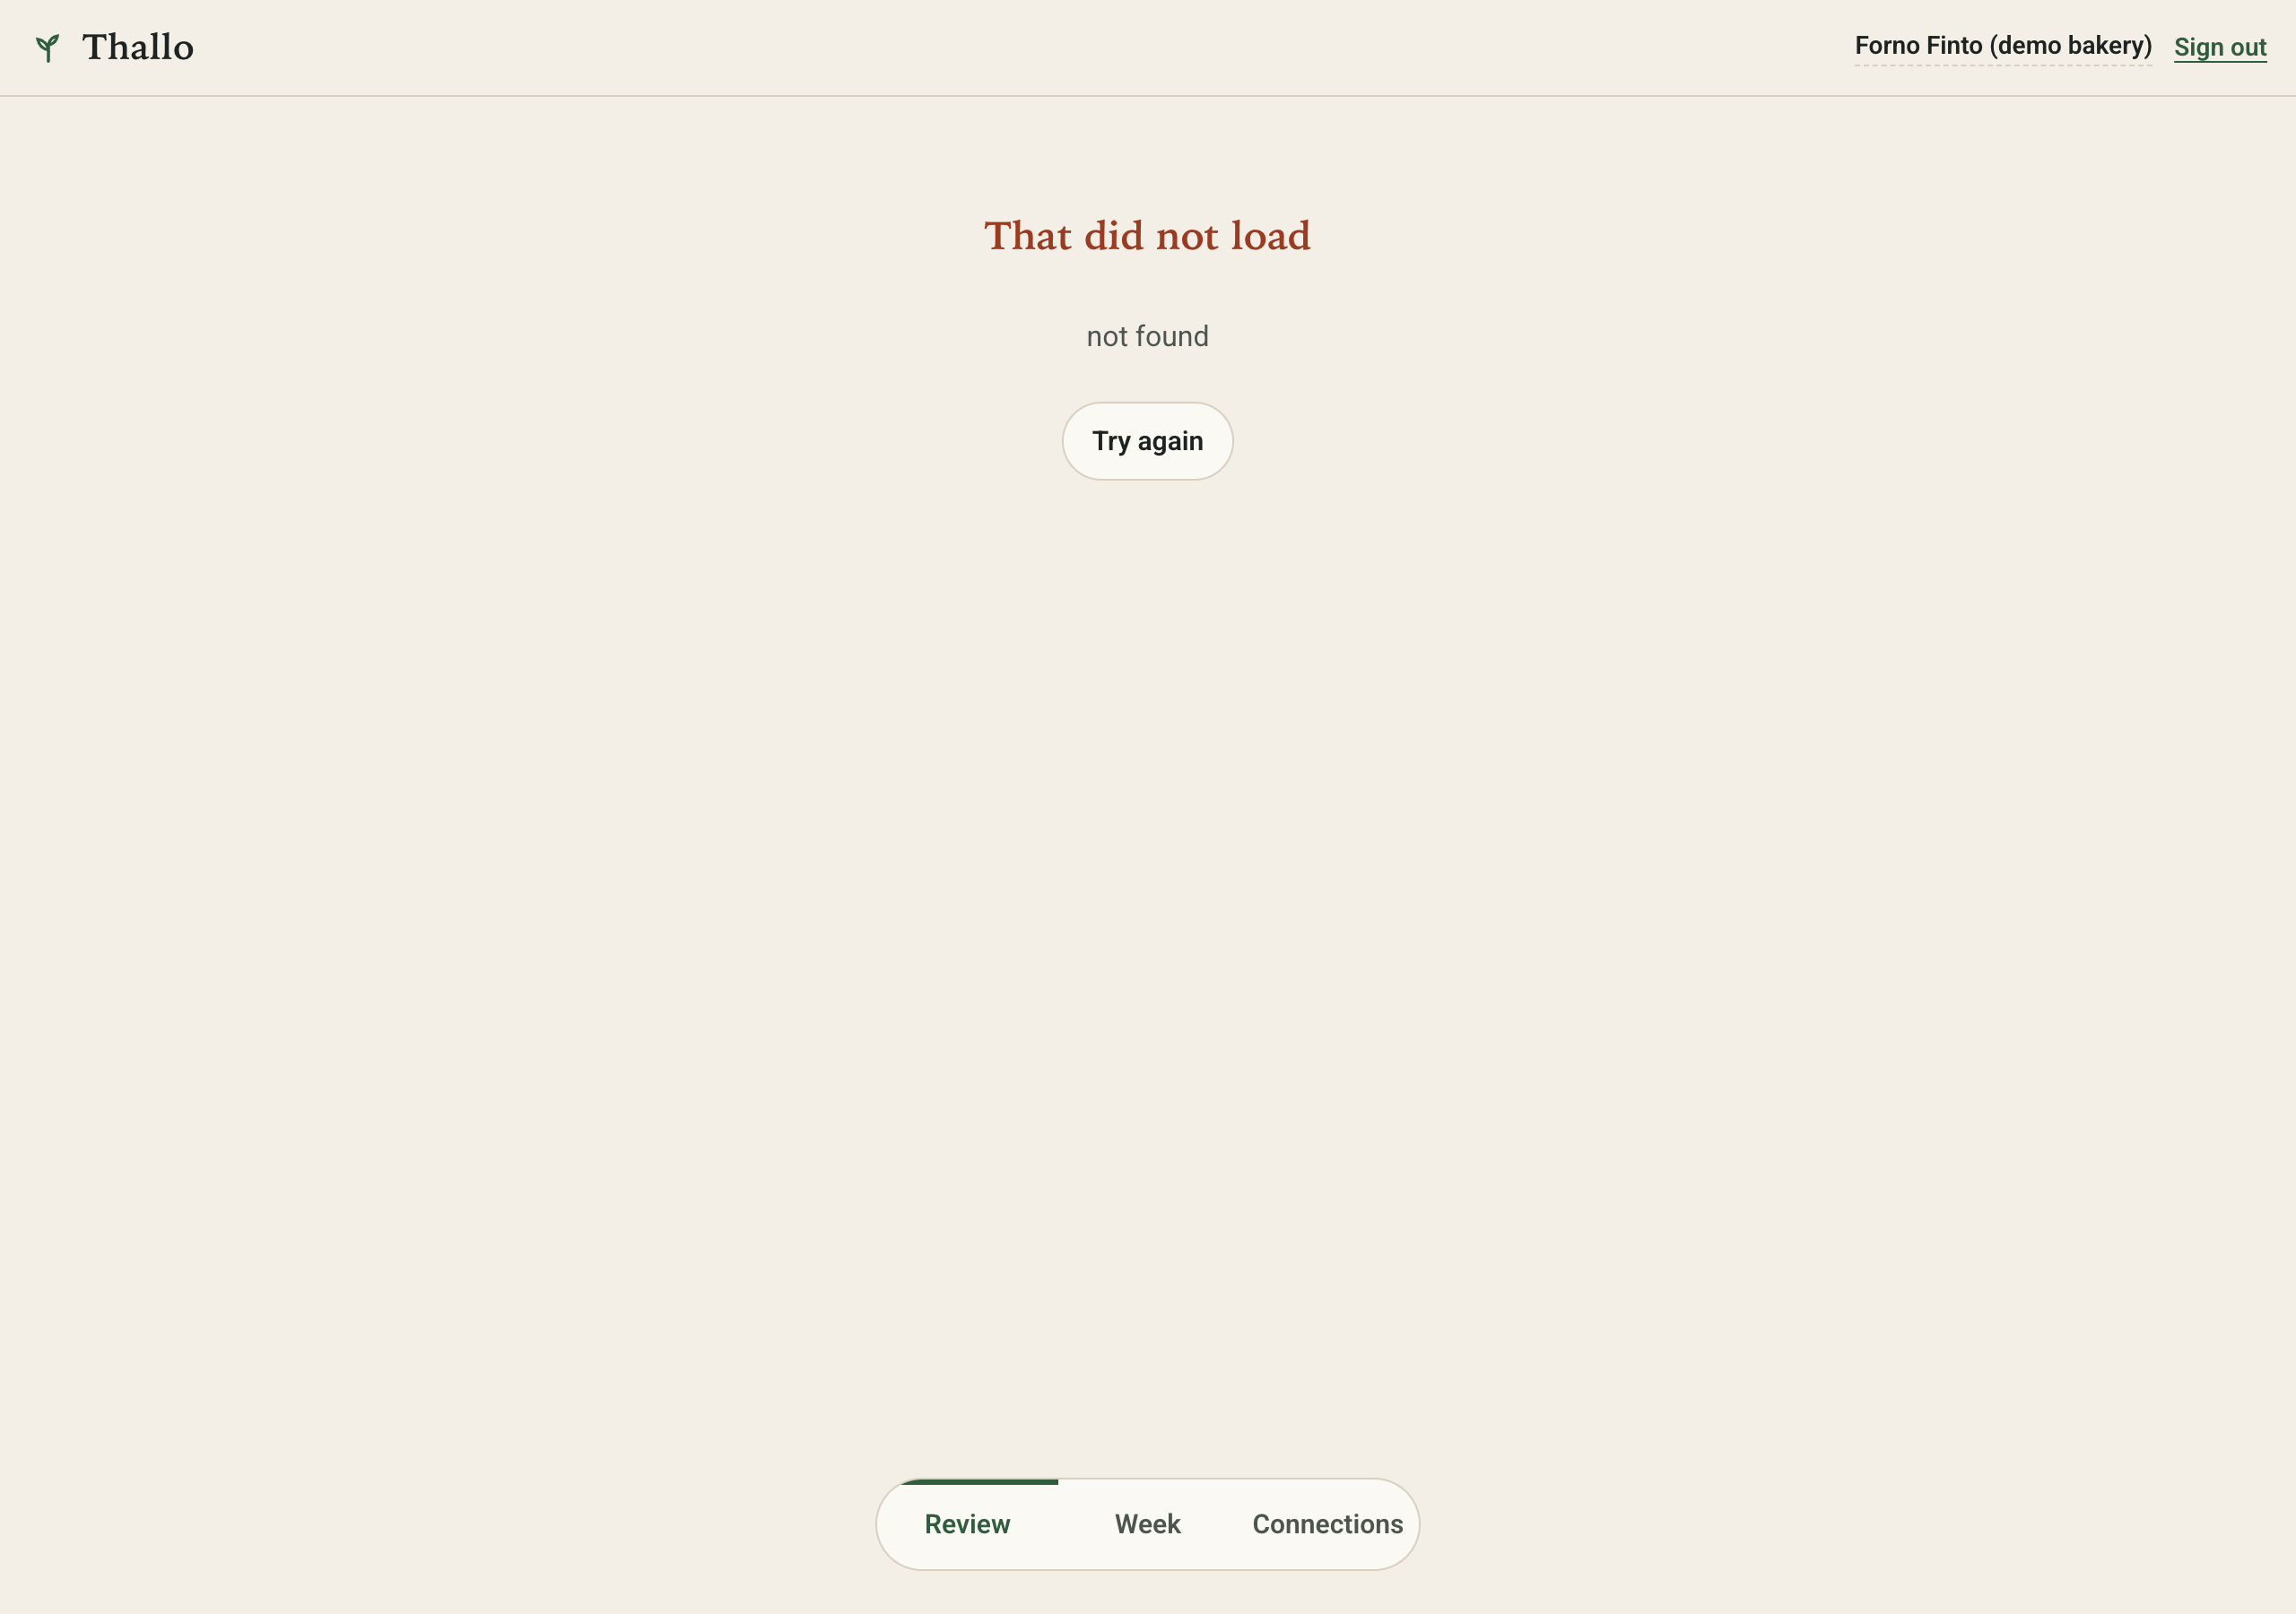 Thallo
Forno Finto (demo bakery) Sign out
That did not load
not found
Try again
Review Week Connections